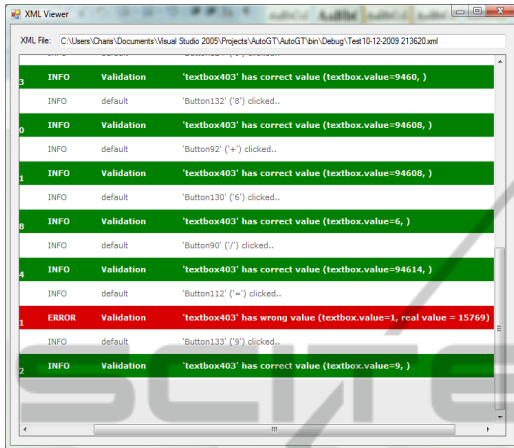 XML Viewer
XML File: C:\Users\Charis\Documents\Visual Studio 2005\Projects\AutoGT\AutoGT\bin\Debug\Test10-12-2009 213620.xml
3 INFO Validation 'textbox403' has correct value (textbox.value=9460, )
INFO default 'Button132' ('8') clicked..
0 INFO Validation 'textbox403' has correct value (textbox.value=94608, )
INFO default 'Button92' ('+') clicked..
1 INFO Validation 'textbox403' has correct value (textbox.value=94608, )
INFO default 'Button130' ('6') clicked..
8 INFO Validation 'textbox403' has correct value (textbox.value=6, )
INFO default 'Button90' ('/') clicked..
4 INFO Validation 'textbox403' has correct value (textbox.value=94614, )
INFO default 'Button112' ('=') clicked..
1 ERROR Validation 'textbox403' has wrong value (textbox.value=1, real value = 15769)
INFO default 'Button133' ('9') clicked..
2 INFO Validation 'textbox403' has correct value (textbox.value=9, )
SCITE